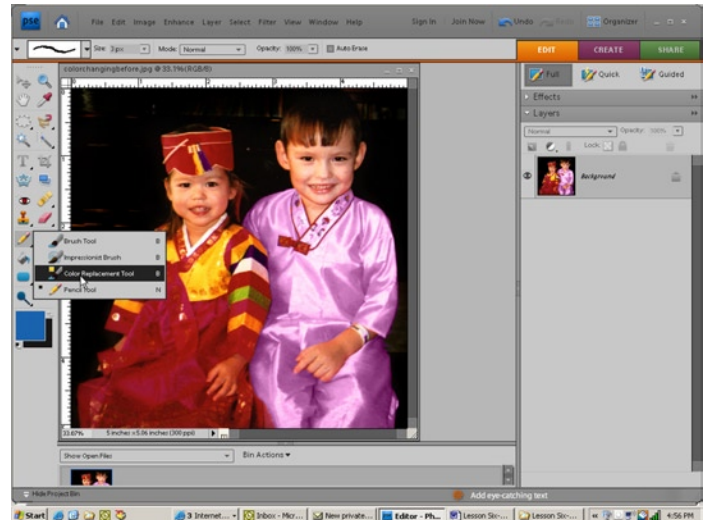 pse File Edit Image Enhance Layer Select Filter View Window Help Sign In Join Now Undo Redo Organizer
Size: 3 px Mode: Normal Opacity: 100% Auto Erase EDIT CREATE SHARE
colorchangingbefore.jpg @ 33.1% (RGB/8)
Full Quick Guided
Effects
Layers
Normal Opacity: 100%
Lock:
Background
Brush Tool B
Impressionist Brush B
Color Replacement Tool B
Pencil Tool N
33.67% 5 inches x 5.06 inches (300 ppi)
Show Open Files Bin Actions
Hide Project Bin Add eye-catching text
Start 3 Internet... Inbox - Micr... New private... Editor - Ph... Lesson Six-... Lesson Six-... 4:56 PM